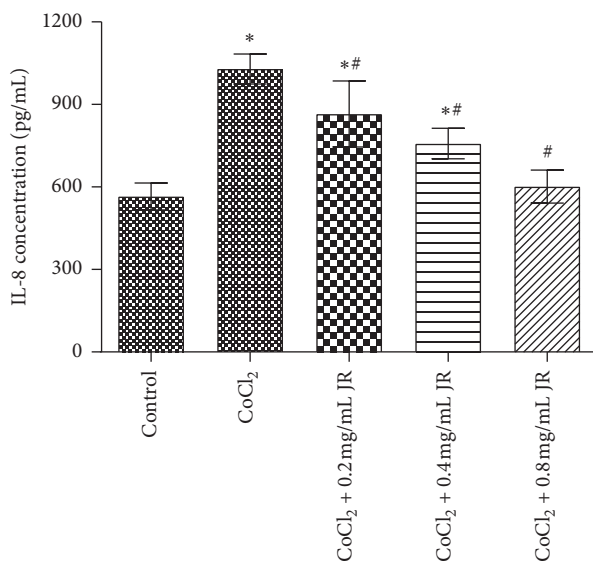 IL-8 concentration (pg/mL)
1200
900
600
300
0
*
*#
*#
#
Control
CoCl₂
CoCl₂ + 0.2 mg/mL JR
CoCl₂ + 0.4 mg/mL JR
CoCl₂ + 0.8 mg/mL JR